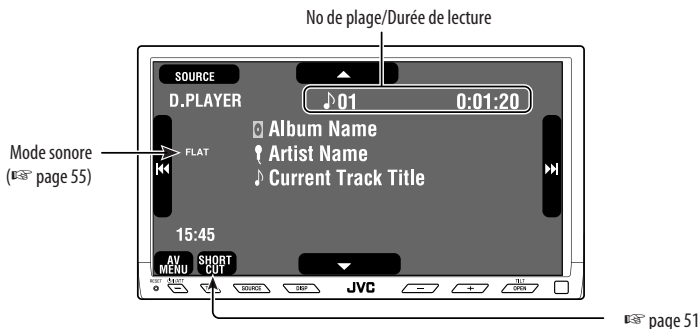 No de plage/Durée de lecture
SOURCE
D.PLAYER
♪01 0:01:20
Album Name
Mode sonore
(☞ page 55)
FLAT
Artist Name
♪ Current Track Title
15:45
AV MENU
SHORT CUT
RESET
SOURCE
DISP
JVC
TILT
OPEN
☞ page 51